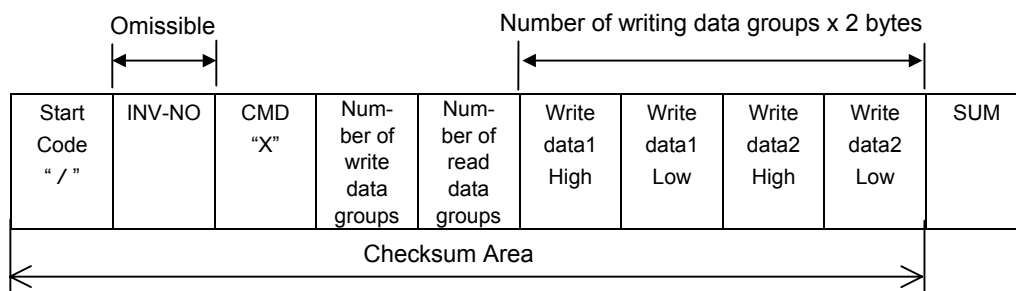 Omissible
Number of writing data groups x 2 bytes
Start
Code
“ / ”
INV-NO
CMD
“X”
Num-
ber of
write
data
groups
Num-
ber of
read
data
groups
Write
data1
High
Write
data1
Low
Write
data2
High
Write
data2
Low
SUM
Checksum Area